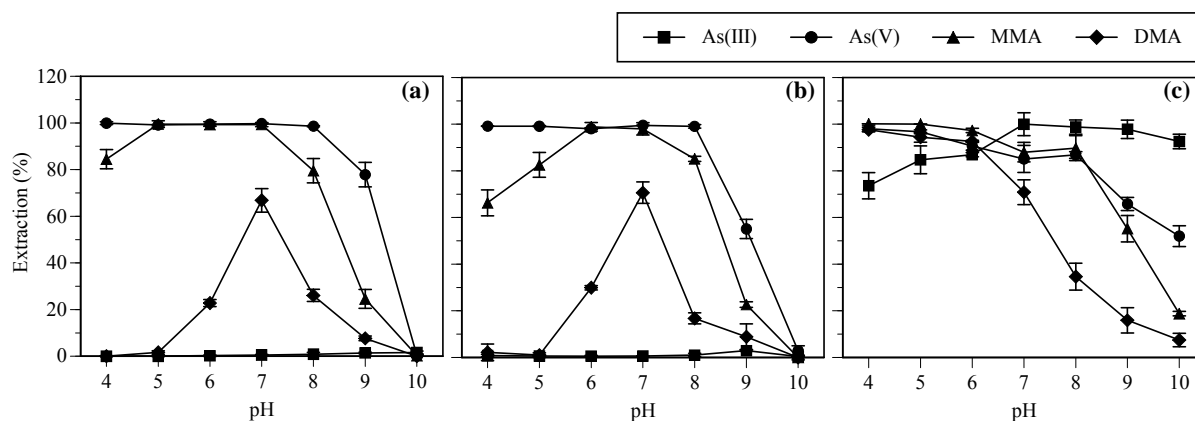 As(III) As(V) MMA DMA
120 (a) (b) (c)
100
80
60
40
20
0
Extraction (%)
4 5 6 7 8 9 10 4 5 6 7 8 9 10 4 5 6 7 8 9 10
pH pH pH